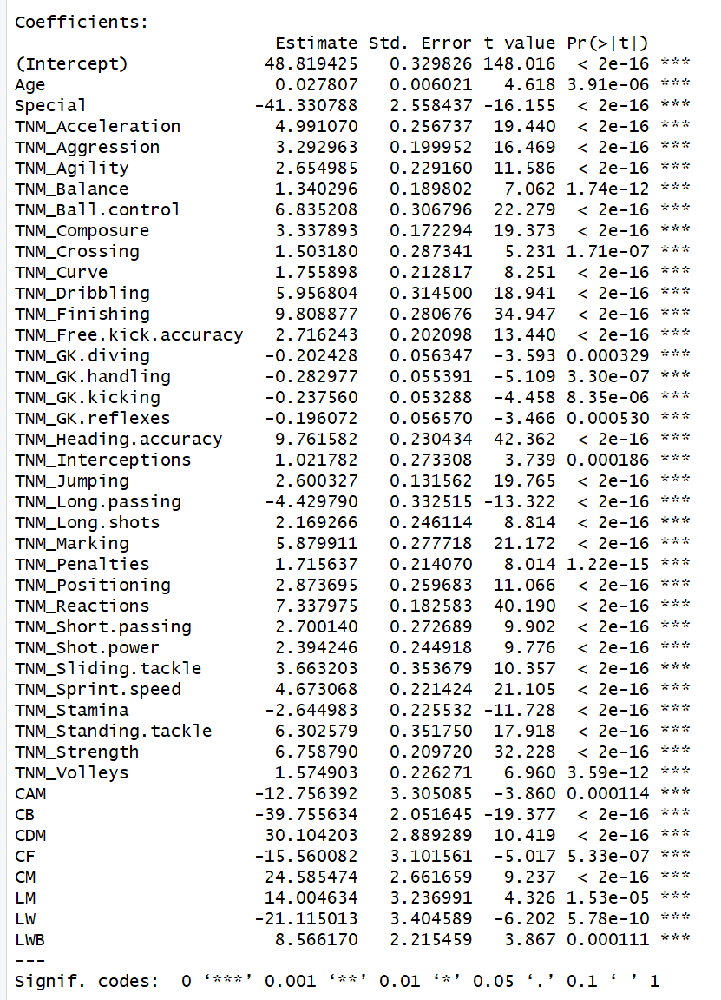 Coefficients:
                       Estimate Std. Error t value Pr(>|t|)
(Intercept)           48.819425   0.329826 148.016  < 2e-16 ***
Age                    0.027807   0.006021   4.618 3.91e-06 ***
Special              -41.330788   2.558437 -16.155  < 2e-16 ***
TNM_Acceleration       4.991070   0.256737  19.440  < 2e-16 ***
TNM_Aggression         3.292963   0.199952  16.469  < 2e-16 ***
TNM_Agility            2.654985   0.229160  11.586  < 2e-16 ***
TNM_Balance            1.340296   0.189802   7.062 1.74e-12 ***
TNM_Ball.control       6.835208   0.306796  22.279  < 2e-16 ***
TNM_Composure          3.337893   0.172294  19.373  < 2e-16 ***
TNM_Crossing           1.503180   0.287341   5.231 1.71e-07 ***
TNM_Curve              1.755898   0.212817   8.251  < 2e-16 ***
TNM_Dribbling          5.956804   0.314500  18.941  < 2e-16 ***
TNM_Finishing          9.808877   0.280676  34.947  < 2e-16 ***
TNM_Free.kick.accuracy 2.716243   0.202098  13.440  < 2e-16 ***
TNM_GK.diving         -0.202428   0.056347  -3.593 0.000329 ***
TNM_GK.handling       -0.282977   0.055391  -5.109 3.30e-07 ***
TNM_GK.kicking        -0.237560   0.053288  -4.458 8.35e-06 ***
TNM_GK.reflexes       -0.196072   0.056570  -3.466 0.000530 ***
TNM_Heading.accuracy   9.761582   0.230434  42.362  < 2e-16 ***
TNM_Interceptions      1.021782   0.273308   3.739 0.000186 ***
TNM_Jumping            2.600327   0.131562  19.765  < 2e-16 ***
TNM_Long.passing      -4.429790   0.332515 -13.322  < 2e-16 ***
TNM_Long.shots         2.169266   0.246114   8.814  < 2e-16 ***
TNM_Marking            5.879911   0.277718  21.172  < 2e-16 ***
TNM_Penalties          1.715637   0.214070   8.014 1.22e-15 ***
TNM_Positioning        2.873695   0.259683  11.066  < 2e-16 ***
TNM_Reactions          7.337975   0.182583  40.190  < 2e-16 ***
TNM_Short.passing      2.700140   0.272689   9.902  < 2e-16 ***
TNM_Shot.power         2.394246   0.244918   9.776  < 2e-16 ***
TNM_Sliding.tackle     3.663203   0.353679  10.357  < 2e-16 ***
TNM_Sprint.speed       4.673068   0.221424  21.105  < 2e-16 ***
TNM_Stamina           -2.644983   0.225532 -11.728  < 2e-16 ***
TNM_Standing.tackle    6.302579   0.351750  17.918  < 2e-16 ***
TNM_Strength           6.758790   0.209720  32.228  < 2e-16 ***
TNM_Volleys            1.574903   0.226271   6.960 3.59e-12 ***
CAM                  -12.756392   3.305085  -3.860 0.000114 ***
CB                   -39.755634   2.051645 -19.377  < 2e-16 ***
CDM                   30.104203   2.889289  10.419  < 2e-16 ***
CF                   -15.560082   3.101561  -5.017 5.33e-07 ***
CM                    24.585474   2.661659   9.237  < 2e-16 ***
LM                    14.004634   3.236991   4.326 1.53e-05 ***
LW                   -21.115013   3.404589  -6.202 5.78e-10 ***
LWB                    8.566170   2.215459   3.867 0.000111 ***
---
Signif. codes:  0 ‘***’ 0.001 ‘**’ 0.01 ‘*’ 0.05 ‘.’ 0.1 ‘ ’ 1